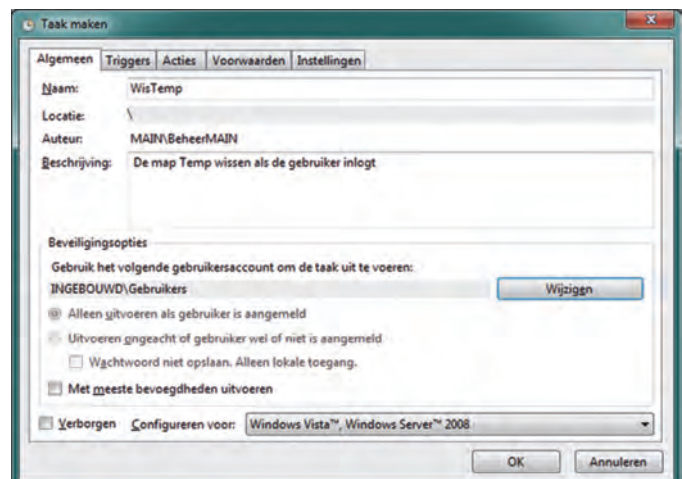 Taak maken
Algemeen Triggers Acties Voorwaarden Instellingen
Naam: WisTemp
Locatie: \
Auteur: MAIN\BeheerMAIN
Beschrijving: De map Temp wissen als de gebruiker inlogt
Beveiligingsopties
Gebruik het volgende gebruikersaccount om de taak uit te voeren:
INGEBOUWD\Gebruikers Wijzigen
Alleen uitvoeren als gebruiker is aangemeld
Uitvoeren ongeacht of gebruiker wel of niet is aangemeld
Wachtwoord niet opslaan. Alleen lokale toegang.
Met meeste bevoegdheden uitvoeren
Verborgen Configureren voor: Windows Vista™, Windows Server™ 2008
OK Annuleren